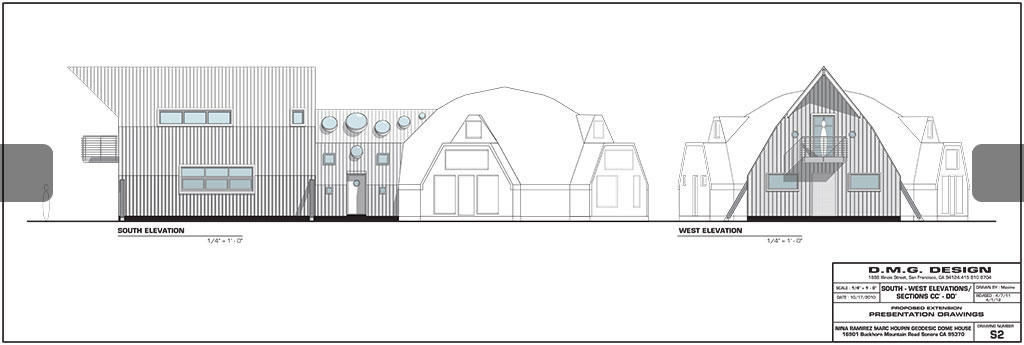 SOUTH ELEVATION
1/4" = 1' - 0"
WEST ELEVATION
1/4" = 1' - 0"
D.M.G. DESIGN
1888 Illinois Street, San Francisco, CA 94124.415 810 8704
SCALE : 1/4" = 1' - 0"
DATE : 10/17/2010
SOUTH - WEST ELEVATIONS/
SECTIONS CC' - DD'
DRAWN BY : Maxime
REVISED : 4/7/11
4/1/12
PROPOSED EXTENSION
PRESENTATION DRAWINGS
NINA RAMIREZ MARC HOUPIN GEODESIC DOME HOUSE
16901 Buckhorn Mountain Road Sonora CA 95370
DRAWING NUMBER
S2